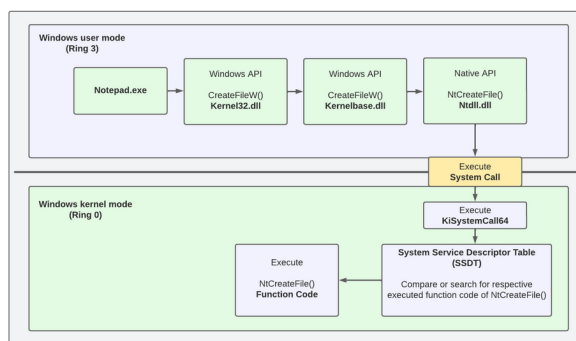 Windows user mode
(Ring 3)
Notepad.exe
Windows API
CreateFileW()
Kernel32.dll
Windows API
CreateFileW()
Kernelbase.dll
Native API
NtCreateFile()
Ntdll.dll
Execute
System Call
Windows kernel mode
(Ring 0)
Execute
KiSystemCall64
System Service Descriptor Table
(SSDT)
Compare or search for respective
executed function code of NtCreateFile()
Execute
NtCreateFile()
Function Code